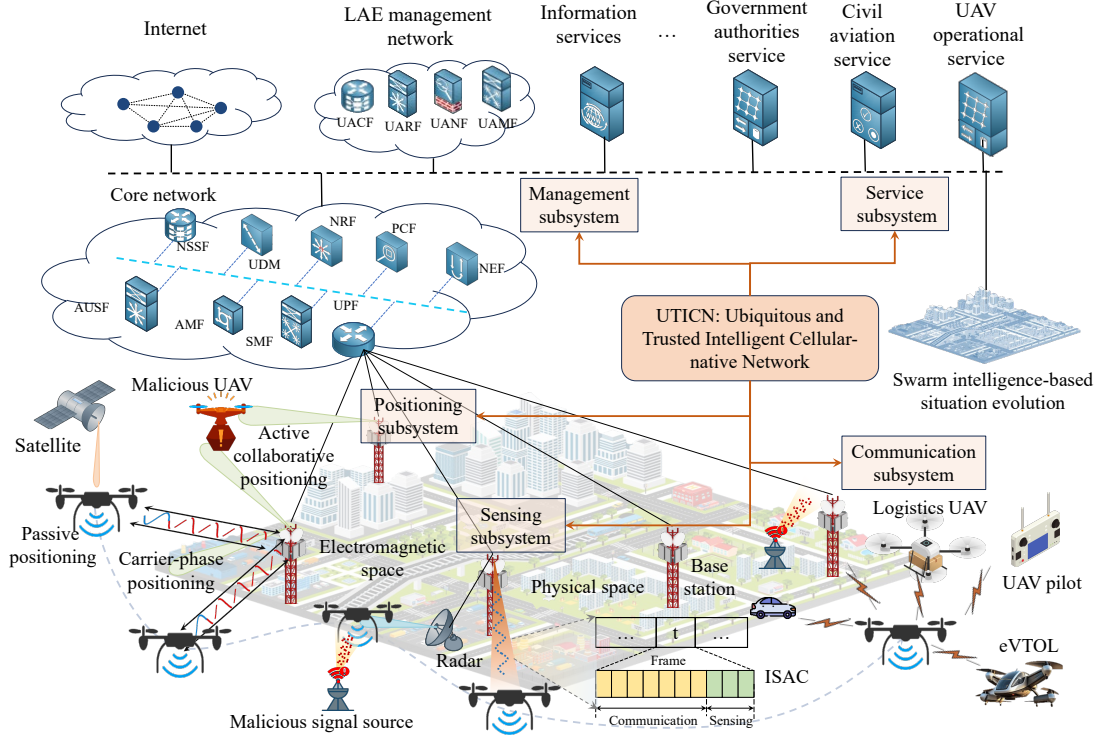 Internet
LAE management
network
Information
services
...
Government
authorities
service
Civil
aviation
service
UAV
operational
service
UACF
UARF
UANF
UAMF
Core network
NSSF
UDM
NRF
PCF
NEF
AUSF
AMF
SMF
UPF
Management
subsystem
Service
subsystem
UTICN: Ubiquitous and
Trusted Intelligent Cellular-
native Network
Swarm intelligence-based
situation evolution
Satellite
Malicious UAV
Active
collaborative
positioning
Positioning
subsystem
Communication
subsystem
Passive
positioning
Carrier-phase
positioning
Electromagnetic
space
Sensing
subsystem
Physical space
Base
station
Logistics UAV
UAV pilot
Radar
... t ...
Frame
ISAC
Communication
Sensing
eVTOL
Malicious signal source